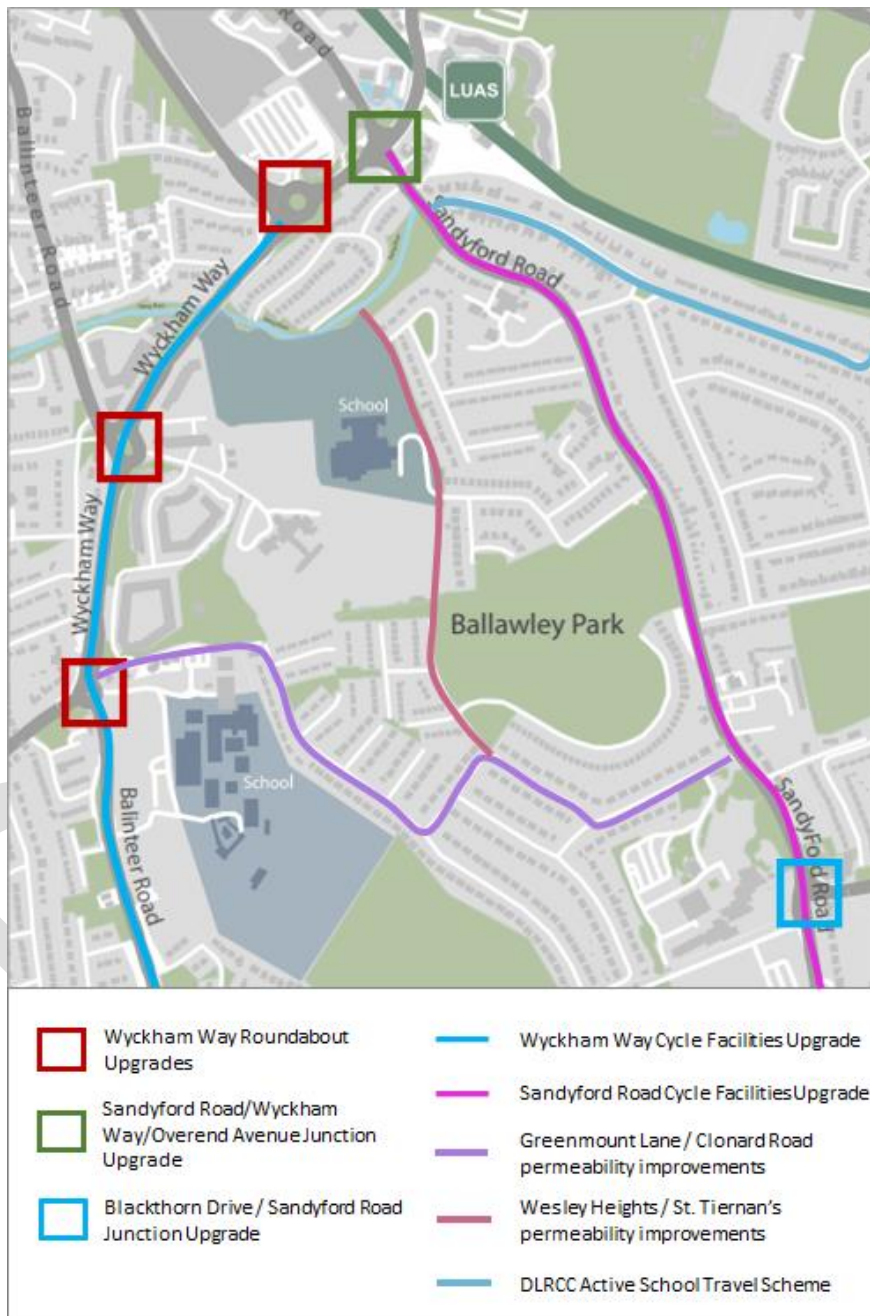 Road
LUAS
Ballinteer Road
Sandyford Road
Wyckham Way
School
Wyckham Way
Ballawley Park
School
Balinteer Road
SandyFord Road
Wyckham Way Roundabout
Upgrades
Sandyford Road/Wyckham
Way/Overend Avenue Junction
Upgrade
Blackthorn Drive/ Sandyford Road
Junction Upgrade
Wyckham Way Cycle Facilities Upgrade
Sandyford Road Cycle Facilities Upgrade
Greenmount Lane / Clonard Road
permeability improvements
Wesley Heights / St. Tiernan's
permeability improvements
DLRCC Active School Travel Scheme